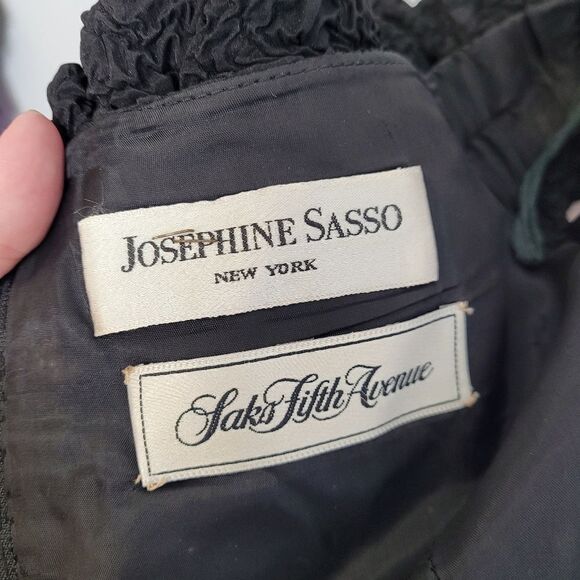 JOSEPHINE SASSO
NEW YORK
Saks Fifth Avenue